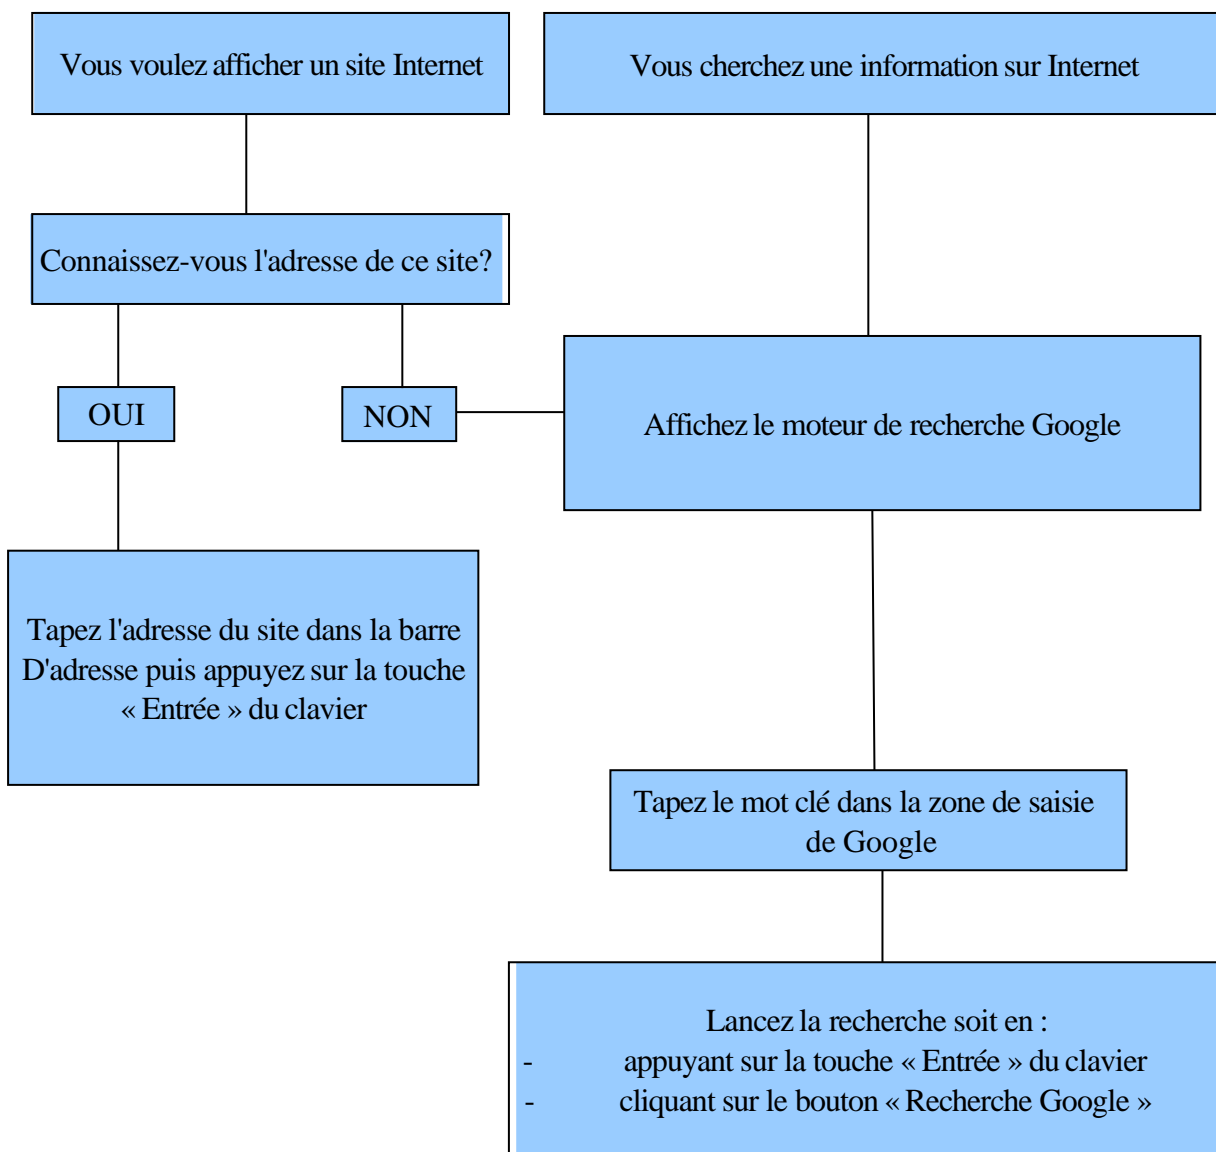 Vous voulez afficher un site Internet
Vous cherchez une information sur Internet
Connaissez-vous l'adresse de ce site?
OUI
NON
Affichez le moteur de recherche Google
Tapez l'adresse du site dans la barre
D'adresse puis appuyez sur la touche
« Entrée » du clavier
Tapez le mot clé dans la zone de saisie
de Google
Lancez la recherche soit en :
- appuyant sur la touche « Entrée » du clavier
- cliquant sur le bouton « Recherche Google »